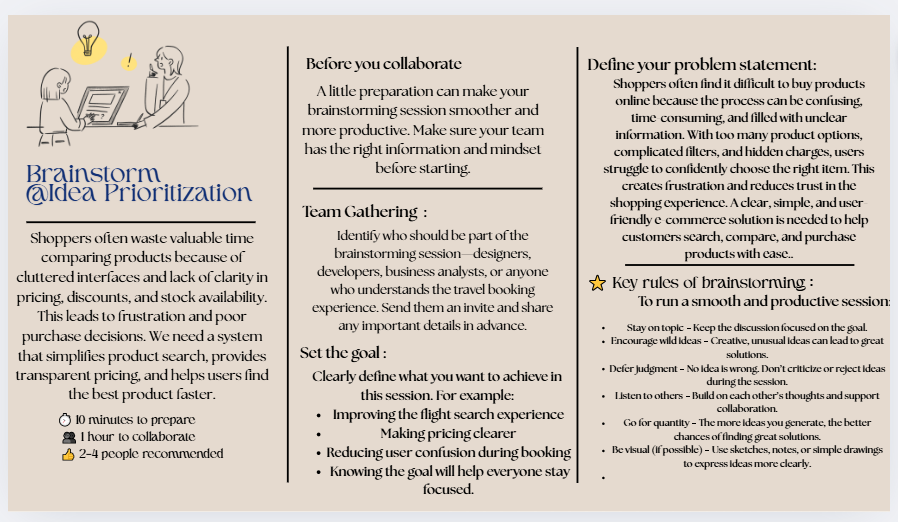 Brainstorm
@Idea Prioritization
Shoppers often waste valuable time
comparing products because of
cluttered interfaces and lack of clarity in
pricing, discounts, and stock availability.
This leads to frustration and poor
purchase decisions. We need a system
that simplifies product search, provides
transparent pricing, and helps users find
the best product faster.
10 minutes to prepare
1 hour to collaborate
2-4 people recommended
Before you collaborate
A little preparation can make your
brainstorming session smoother and
more productive. Make sure your team
has the right information and mindset
before starting.
Team Gathering :
Identify who should be part of the
brainstorming session—designers,
developers, business analysts, or anyone
who understands the travel booking
experience. Send them an invite and share
any important details in advance.
Set the goal :
Clearly define what you want to achieve in
this session. For example:
• Improving the flight search experience
• Making pricing clearer
• Reducing user confusion during booking
• Knowing the goal will help everyone stay
focused.
Define your problem statement:
Shoppers often find it difficult to buy products
online because the process can be confusing,
time-consuming, and filled with unclear
information. With too many product options,
complicated filters, and hidden charges, users
struggle to confidently choose the right item. This
creates frustration and reduces trust in the
shopping experience. A clear, simple, and user-
friendly e-commerce solution is needed to help
customers search, compare, and purchase
products with ease..
Key rules of brainstorming :
To run a smooth and productive session:
• Stay on topic – Keep the discussion focused on the goal.
• Encourage wild ideas – Creative, unusual ideas can lead to great
solutions.
• Defer judgment – No idea is wrong. Don't criticize or reject ideas
during the session.
• Listen to others – Build on each other's thoughts and support
collaboration.
• Go for quantity – The more ideas you generate, the better
chances of finding great solutions.
• Be visual (if possible) – Use sketches, notes, or simple drawings
to express ideas more clearly.
•